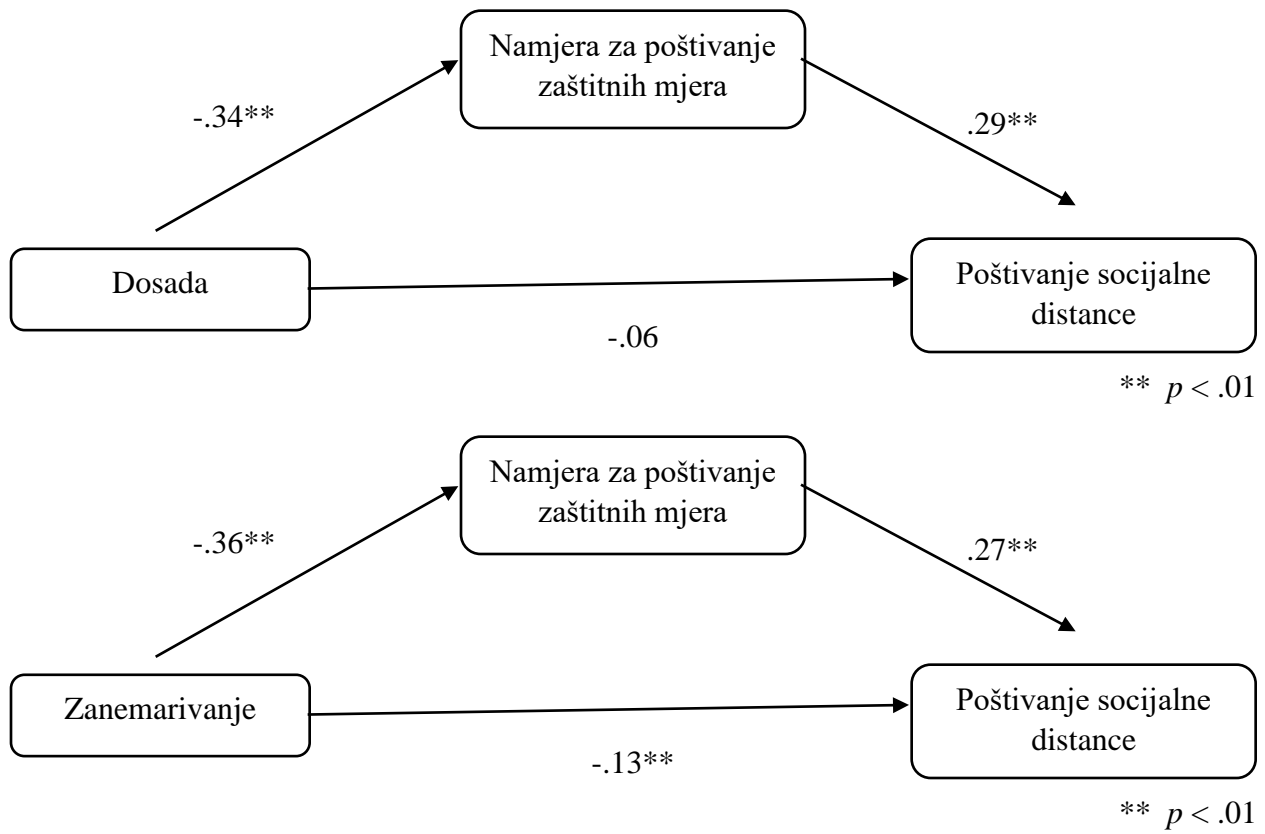 Namjera za poštivanje
zaštitnih mjera
-.34**
.29**
Dosada
Poštivanje socijalne
distance
-.06
** p < .01
Namjera za poštivanje
zaštitnih mjera
-.36**
.27**
Zanemarivanje
Poštivanje socijalne
distance
-.13**
** p < .01